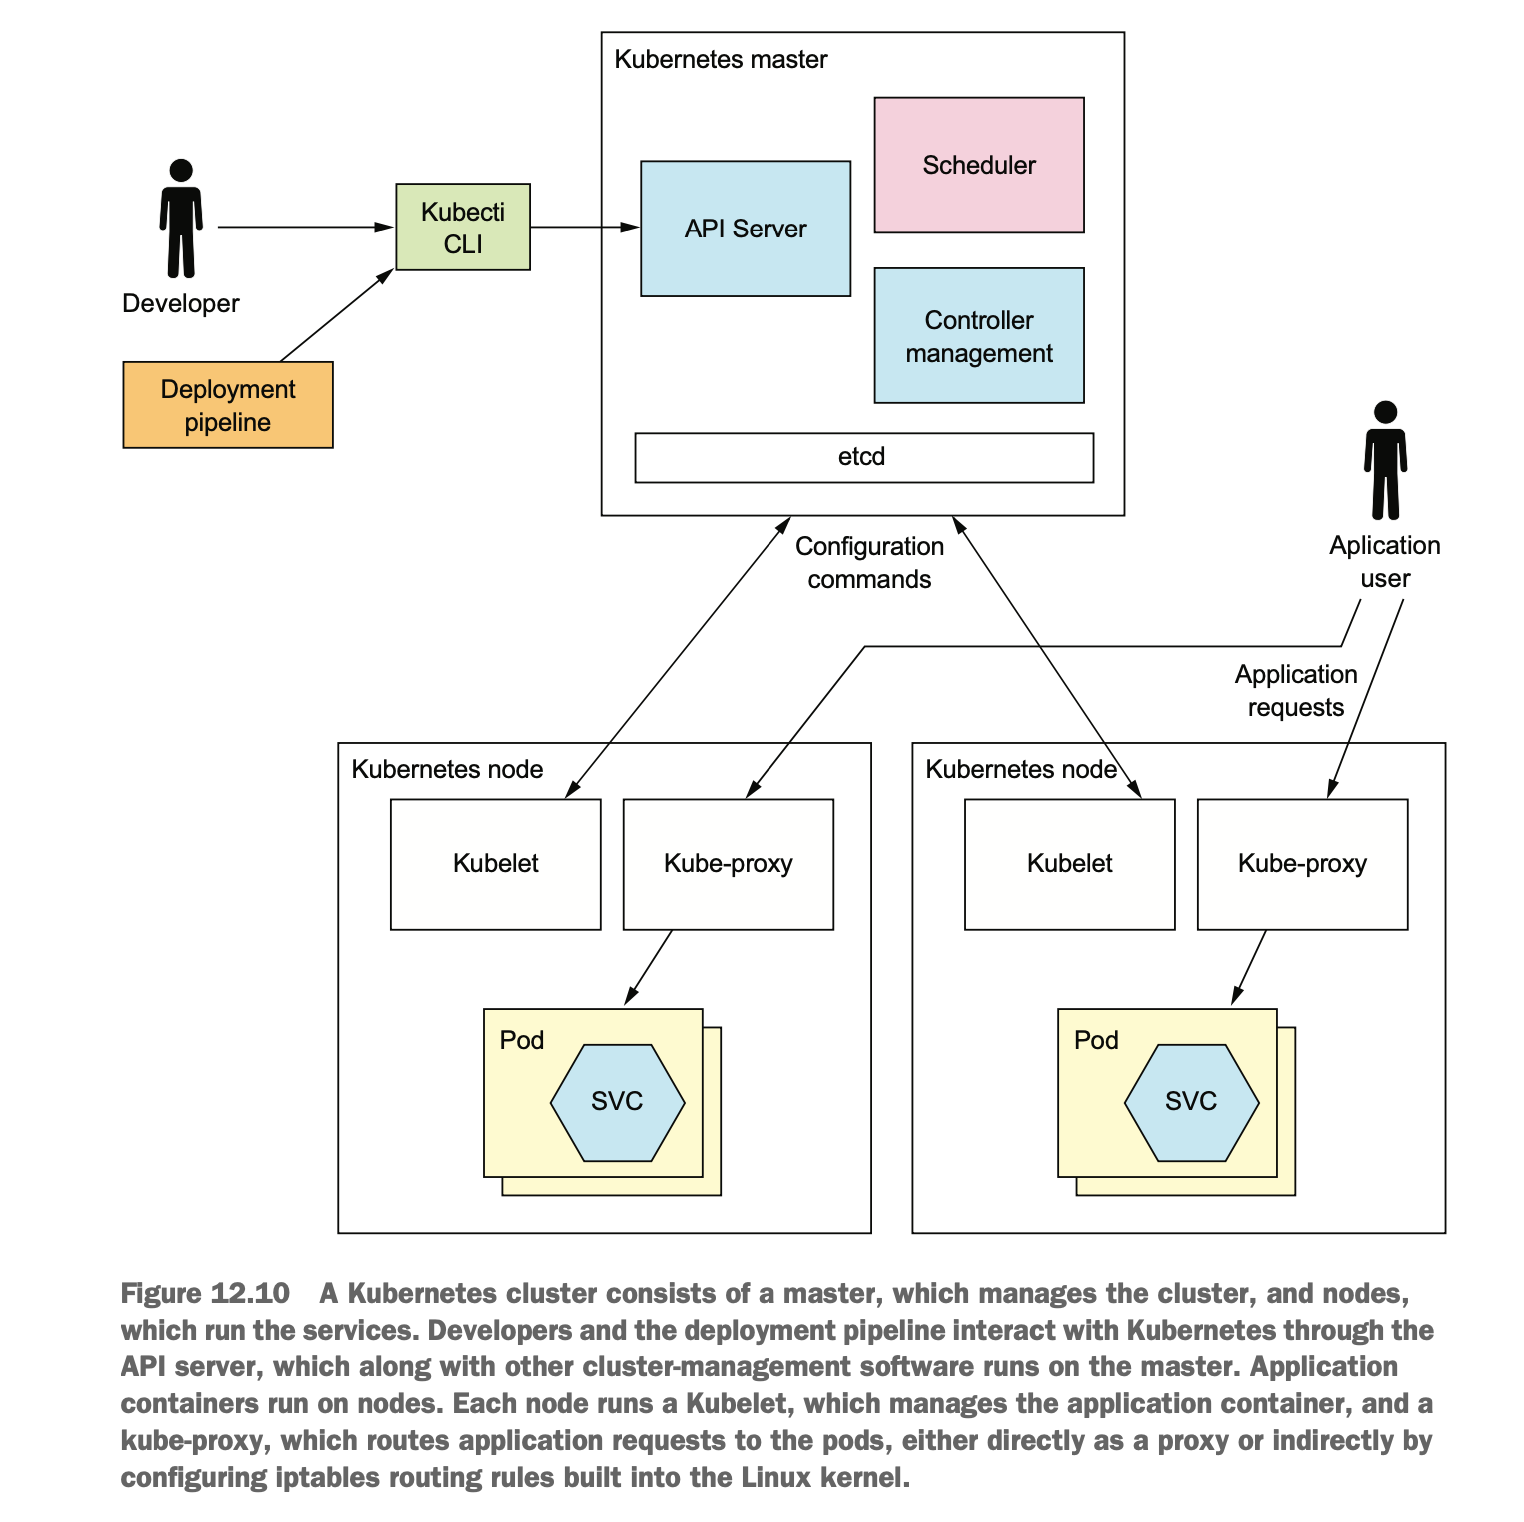 Kubernetes master
Scheduler
API Server
Kubecti
CLI
Developer
Controller
management
Deployment
pipeline
etcd
Configuration
commands
Aplication
user
Application
requests
Kubernetes node
Kubelet
Kube-proxy
Pod
SVC
Kubernetes node
Kubelet
Kube-proxy
Pod
SVC
Figure 12.10 A Kubernetes cluster consists of a master, which manages the cluster, and nodes,
which run the services. Developers and the deployment pipeline interact with Kubernetes through the
API server, which along with other cluster-management software runs on the master. Application
containers run on nodes. Each node runs a Kubelet, which manages the application container, and a
kube-proxy, which routes application requests to the pods, either directly as a proxy or indirectly by
configuring iptables routing rules built into the Linux kernel.